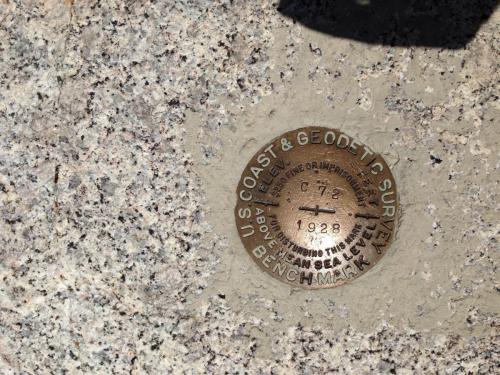 U.S. COAST & GEODETIC SURVEY
BENCH MARK
ELEV. FEET
ABOVE MEAN SEA LEVEL
$250 FINE OR IMPRISONMENT
C 72
1928
FOR DISTURBING THIS MARK